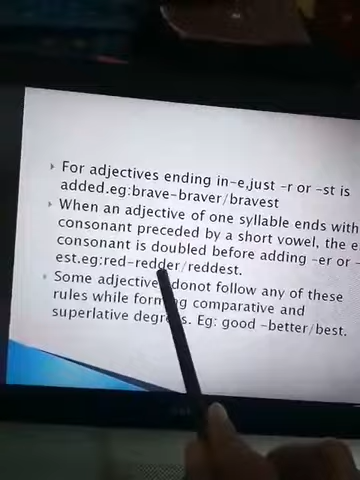 For adjectives ending in-e,just -r or -st is
added.eg:brave-braver/bravest
When an adjective of one syllable ends with
consonant preceded by a short vowel, the e
consonant is doubled before adding -er or -
est.eg:red-redder/reddest.
Some adjective donot follow any of these
rules while forming comparative and
superlative degrees. Eg: good -better/best.